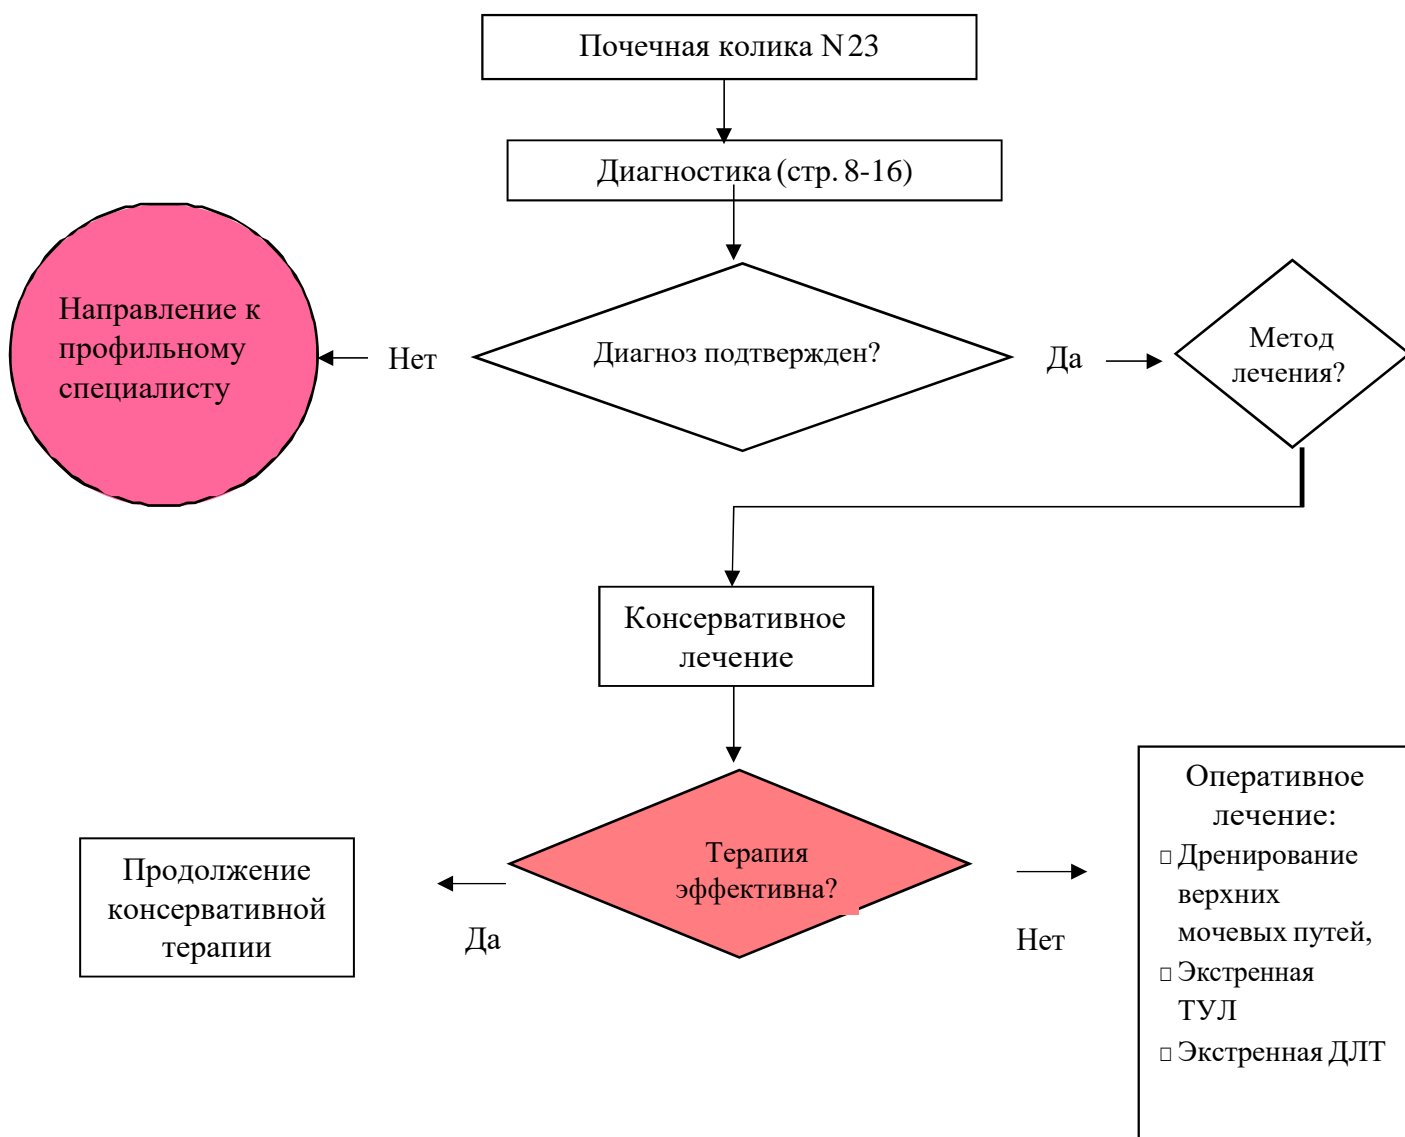 Почечная колика N23
Диагностика (стр. 8-16)
Направление к
профильному
специалисту
Нет
Диагноз подтвержден?
Да
Метод
лечения?
Консервативное
лечение
Продолжение
консервативной
терапии
Да
Терапия
эффективна?
Нет
Оперативное
лечение:
□ Дренирование
верхних
мочевых путей,
□ Экстренная
ТУЛ
□ Экстренная ДЛТ